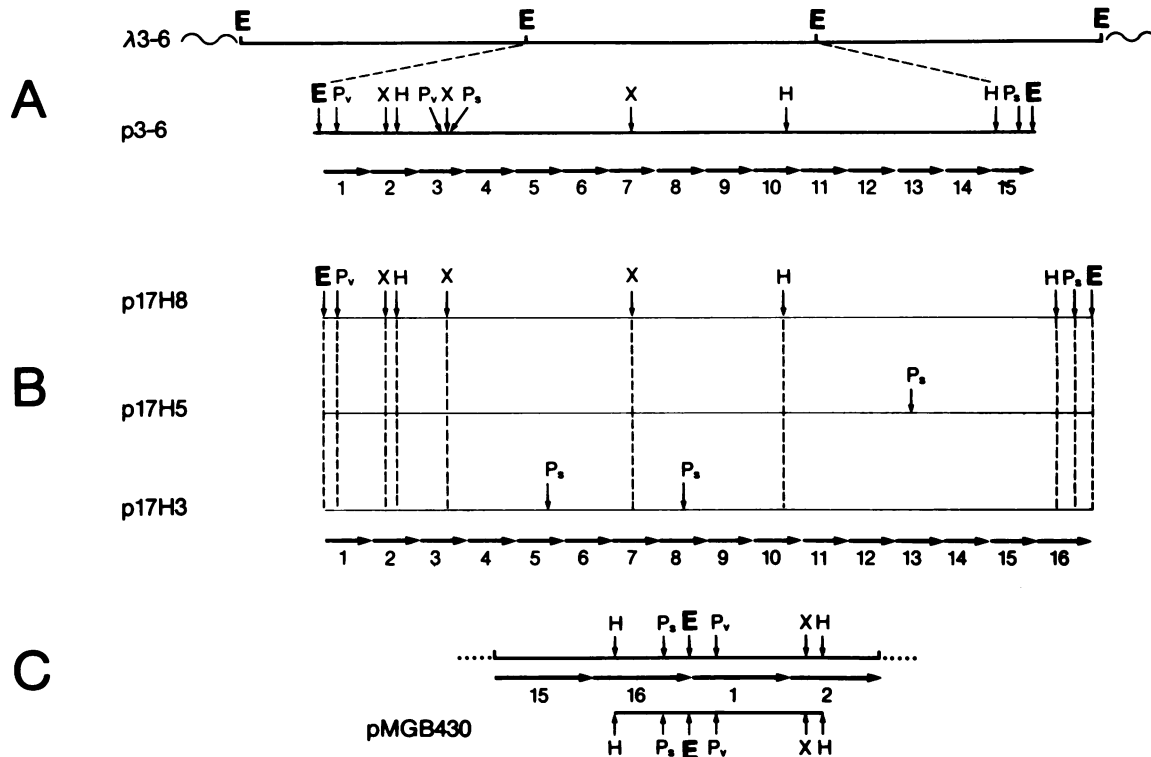 E E E E
λ3-6
A
E Pv X H Pv X Ps X H H Ps E
p3-6
1 2 3 4 5 6 7 8 9 10 11 12 13 14 15
E Pv X H X X H H Ps E
p17H8
B
Ps
p17H5
Ps Ps
p17H3
1 2 3 4 5 6 7 8 9 10 11 12 13 14 15 16
H Ps E Pv X H
C
15 16 1 2
pMGB430
H Ps E Pv X H